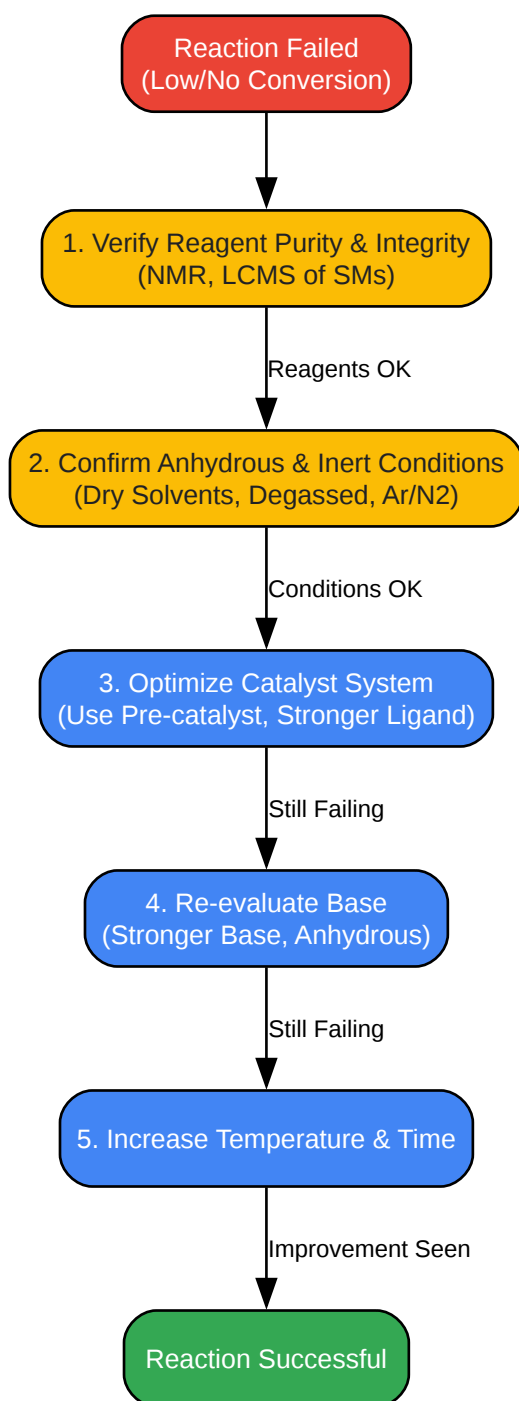 Reaction Failed
(Low/No Conversion)
1. Verify Reagent Purity & Integrity
(NMR, LCMS of SMs)
Reagents OK
2. Confirm Anhydrous & Inert Conditions
(Dry Solvents, Degassed, Ar/N2)
Conditions OK
3. Optimize Catalyst System
(Use Pre-catalyst, Stronger Ligand)
Still Failing
4. Re-evaluate Base
(Stronger Base, Anhydrous)
Still Failing
5. Increase Temperature & Time
Improvement Seen
Reaction Successful